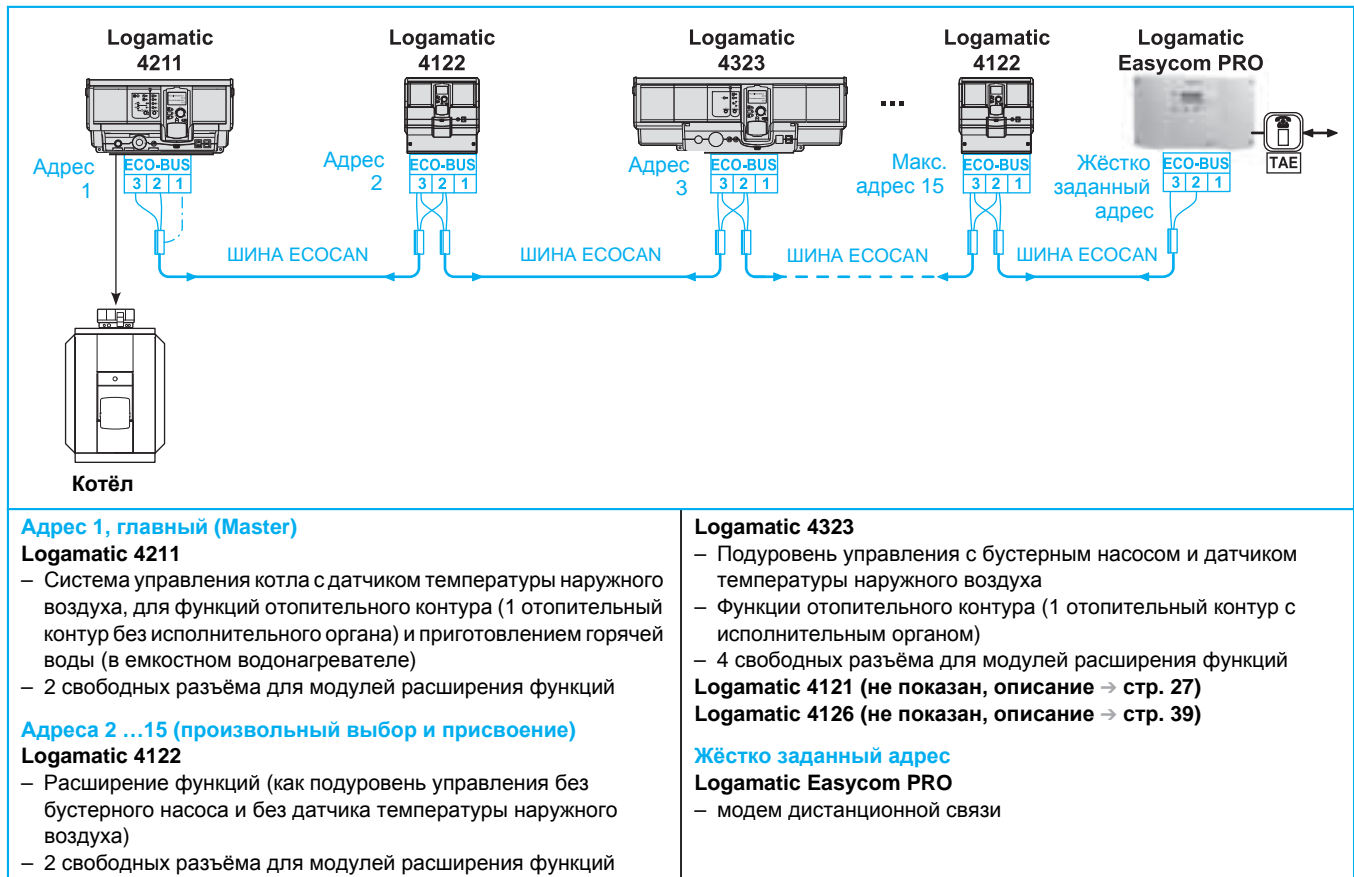 Logamatic
4211
Logamatic
4122
Logamatic
4323
Logamatic
4122
Logamatic
Easycom PRO
...
Адрес
1
ECO-BUS
3 2 1
Адрес
2
ECO-BUS
3 2 1
Адрес
3
ECO-BUS
3 2 1
Макс.
адрес 15
ECO-BUS
3 2 1
Жёстко
заданный
адрес
ECO-BUS
3 2 1
TAE
ШИНА ECOCAN
ШИНА ECOCAN
ШИНА ECOCAN
ШИНА ECOCAN
Котёл
Адрес 1, главный (Master)
Logamatic 4211
– Система управления котла с датчиком температуры наружного
воздуха, для функций отопительного контура (1 отопительный
контур без исполнительного органа) и приготовлением горячей
воды (в емкостном водонагревателе)
– 2 свободных разъёма для модулей расширения функций
Адреса 2 …15 (произвольный выбор и присвоение)
Logamatic 4122
– Расширение функций (как подуровень управления без
бустерного насоса и без датчика температуры наружного
воздуха)
– 2 свободных разъёма для модулей расширения функций
Logamatic 4323
– Подуровень управления с бустерным насосом и датчиком
температуры наружного воздуха
– Функции отопительного контура (1 отопительный контур с
исполнительным органом)
– 4 свободных разъёма для модулей расширения функций
Logamatic 4121 (не показан, описание → стр. 27)
Logamatic 4126 (не показан, описание → стр. 39)
Жёстко заданный адрес
Logamatic Easycom PRO
– модем дистанционной связи